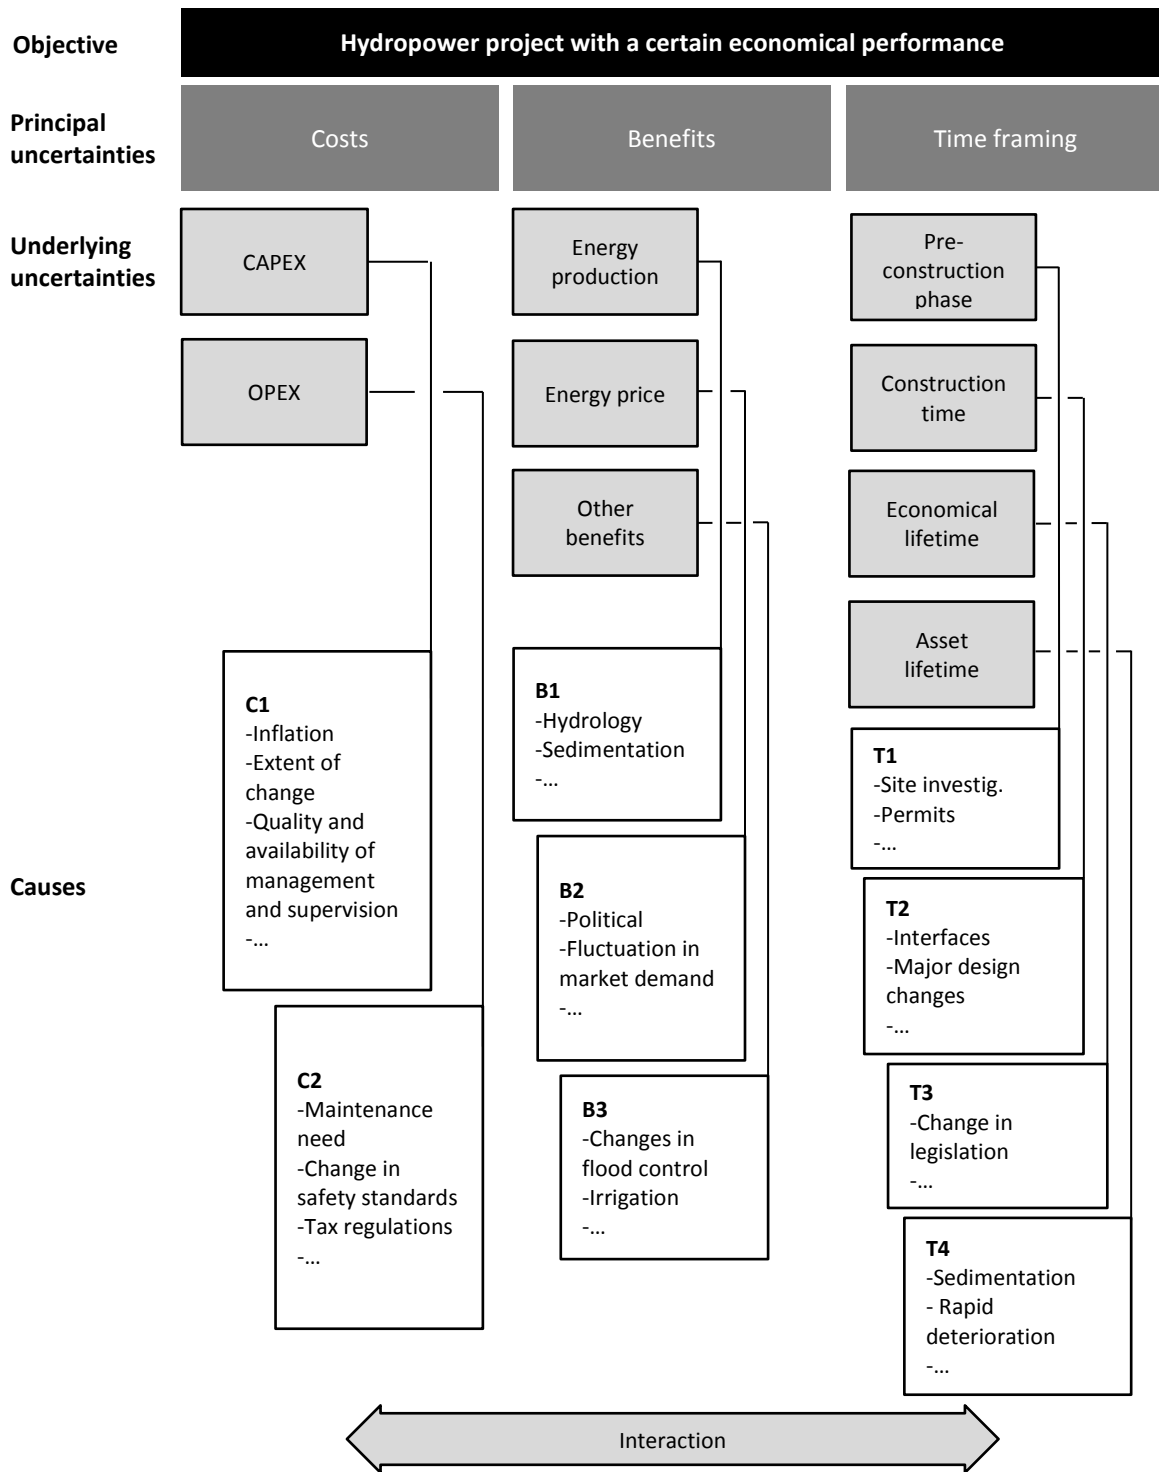 Objective
Hydropower project with a certain economical performance
Principal
uncertainties
Costs
Benefits
Time framing
Underlying
uncertainties
CAPEX
OPEX
Energy
production
Energy price
Other
benefits
Pre-
construction
phase
Construction
time
Economical
lifetime
Asset
lifetime
Causes
C1
-Inflation
-Extent of
change
-Quality and
availability of
management
and supervision
-...
C2
-Maintenance
need
-Change in
safety standards
-Tax regulations
-...
B1
-Hydrology
-Sedimentation
-...
B2
-Political
-Fluctuation in
market demand
-...
B3
-Changes in
flood control
-Irrigation
-...
T1
-Site investig.
-Permits
-...
T2
-Interfaces
-Major design
changes
-...
T3
-Change in
legislation
-...
T4
-Sedimentation
- Rapid
deterioration
-...
Interaction